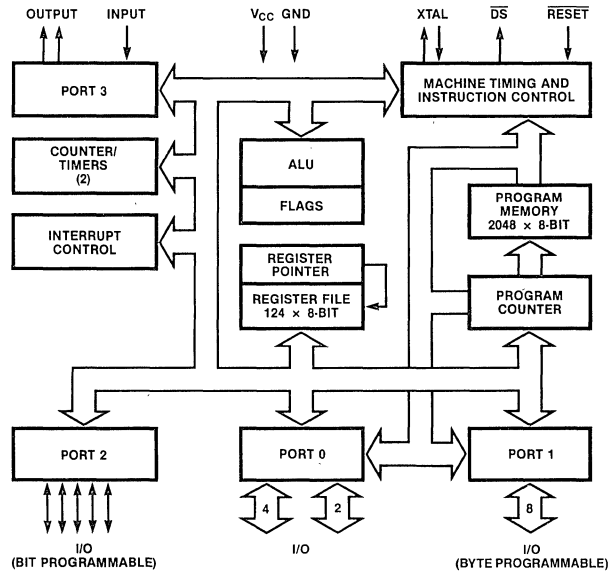 OUTPUT INPUT VCC GND XTAL DS RESET
PORT 3
MACHINE TIMING AND
INSTRUCTION CONTROL
COUNTER/
TIMERS
(2)
ALU
FLAGS
PROGRAM
MEMORY
2048 × 8-BIT
INTERRUPT
CONTROL
REGISTER
POINTER
REGISTER FILE
124 × 8-BIT
PROGRAM
COUNTER
PORT 2
PORT 0
PORT 1
4
2
8
I/O
(BIT PROGRAMMABLE)
I/O
I/O
(BYTE PROGRAMMABLE)